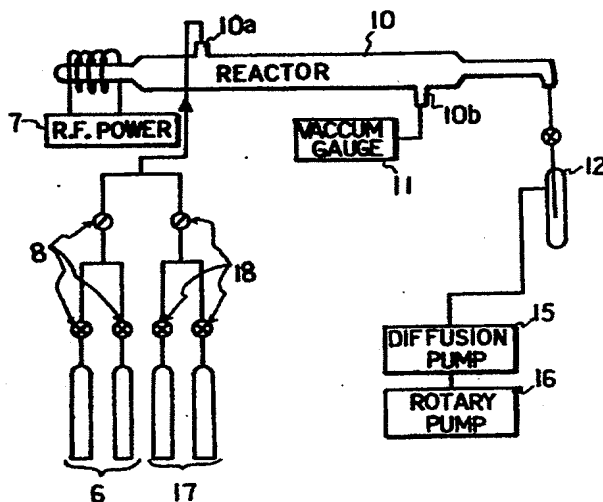 10a
10
REACTOR
7
R.F. POWER
10b
VACCUM
GAUGE
11
12
8
18
15
DIFFUSION
PUMP
16
ROTARY
PUMP
6
17